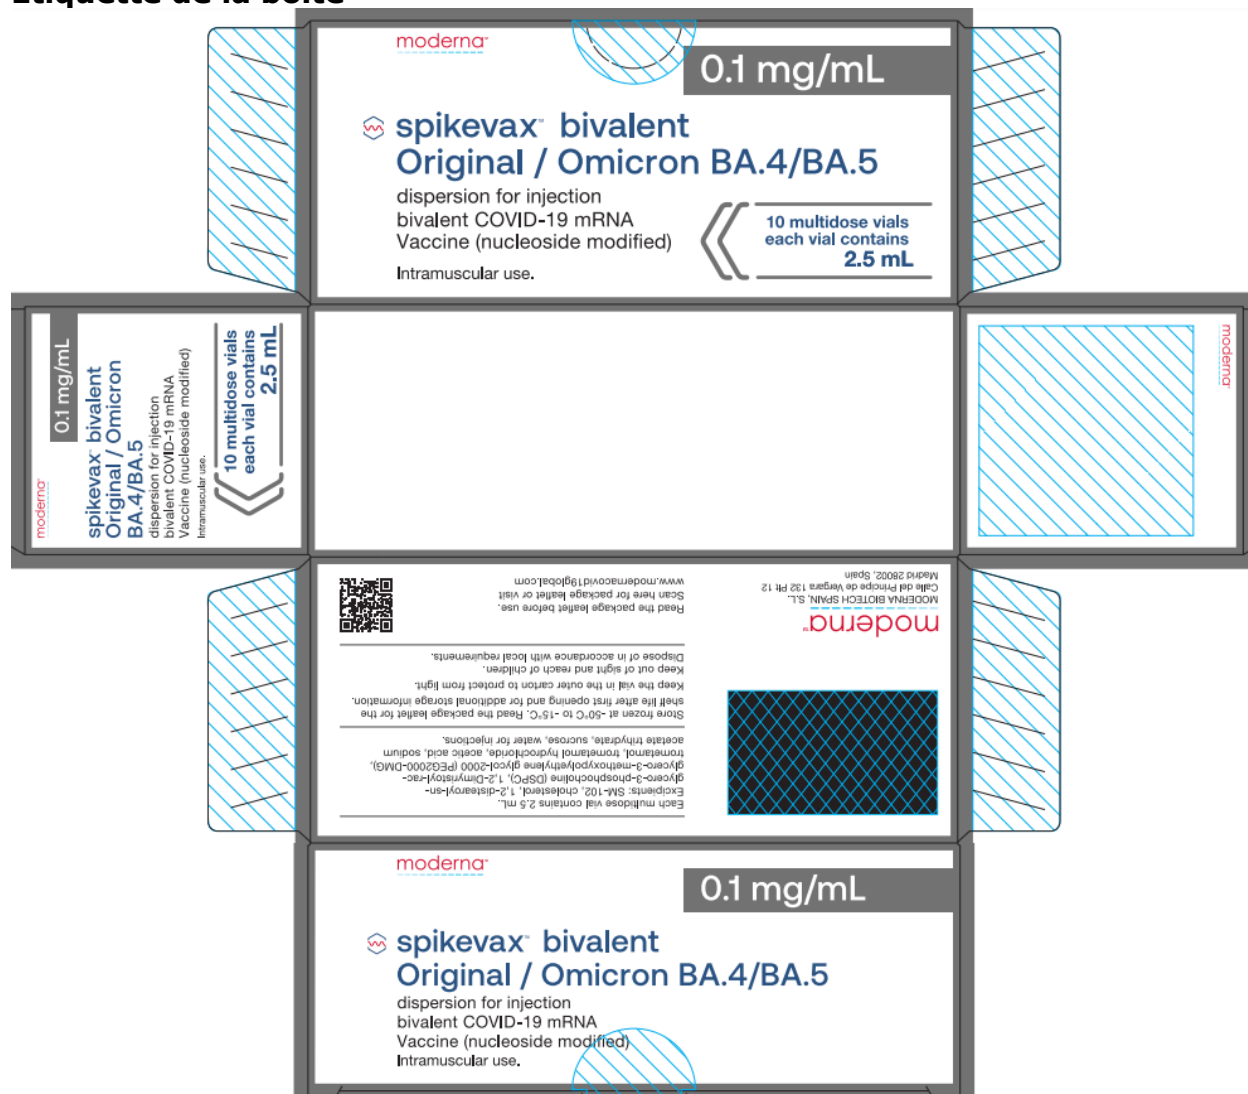 Étiquette de la boîte
moderna™
0.1 mg/mL
spikevax™ bivalent
Original / Omicron BA.4/BA.5
dispersion for injection
bivalent COVID-19 mRNA
Vaccine (nucleoside modified)
Intramuscular use.
10 multidose vials
each vial contains
2.5 mL
moderna™
0.1 mg/mL
spikevax™ bivalent
Original / Omicron
BA.4/BA.5
dispersion for injection
bivalent COVID-19 mRNA
Vaccine (nucleoside modified)
Intramuscular use.
10 multidose vials
each vial contains
2.5 mL
moderna™
Each multidose vial contains 2.5 mL.
Excipients: SM-102, cholesterol, 1,2-distearoyl-sn-
glycero-3-phosphocholine (DSPC), 1,2-Dimyristoyl-rac-
glycero-3-methoxypolyethylene glycol-2000 (PEG2000-DMG),
trometamol, trometamol hydrochloride, acetic acid, sodium
acetate trihydrate, sucrose, water for injections.
Store frozen at -50°C to -15°C. Read the package leaflet for the
shelf life after first opening and for additional storage information.
Keep the vial in the outer carton to protect from light.
Keep out of sight and reach of children.
Dispose of in accordance with local requirements.
Read the package leaflet before use.
Scan here for package leaflet or visit
www.modernacovid19global.com
moderna™
MODERNA BIOTECH SPAIN, S.L.
Calle del Príncipe de Vergara 132 Plt 12
Madrid 28002, Spain
moderna™
0.1 mg/mL
spikevax™ bivalent
Original / Omicron BA.4/BA.5
dispersion for injection
bivalent COVID-19 mRNA
Vaccine (nucleoside modified)
Intramuscular use.